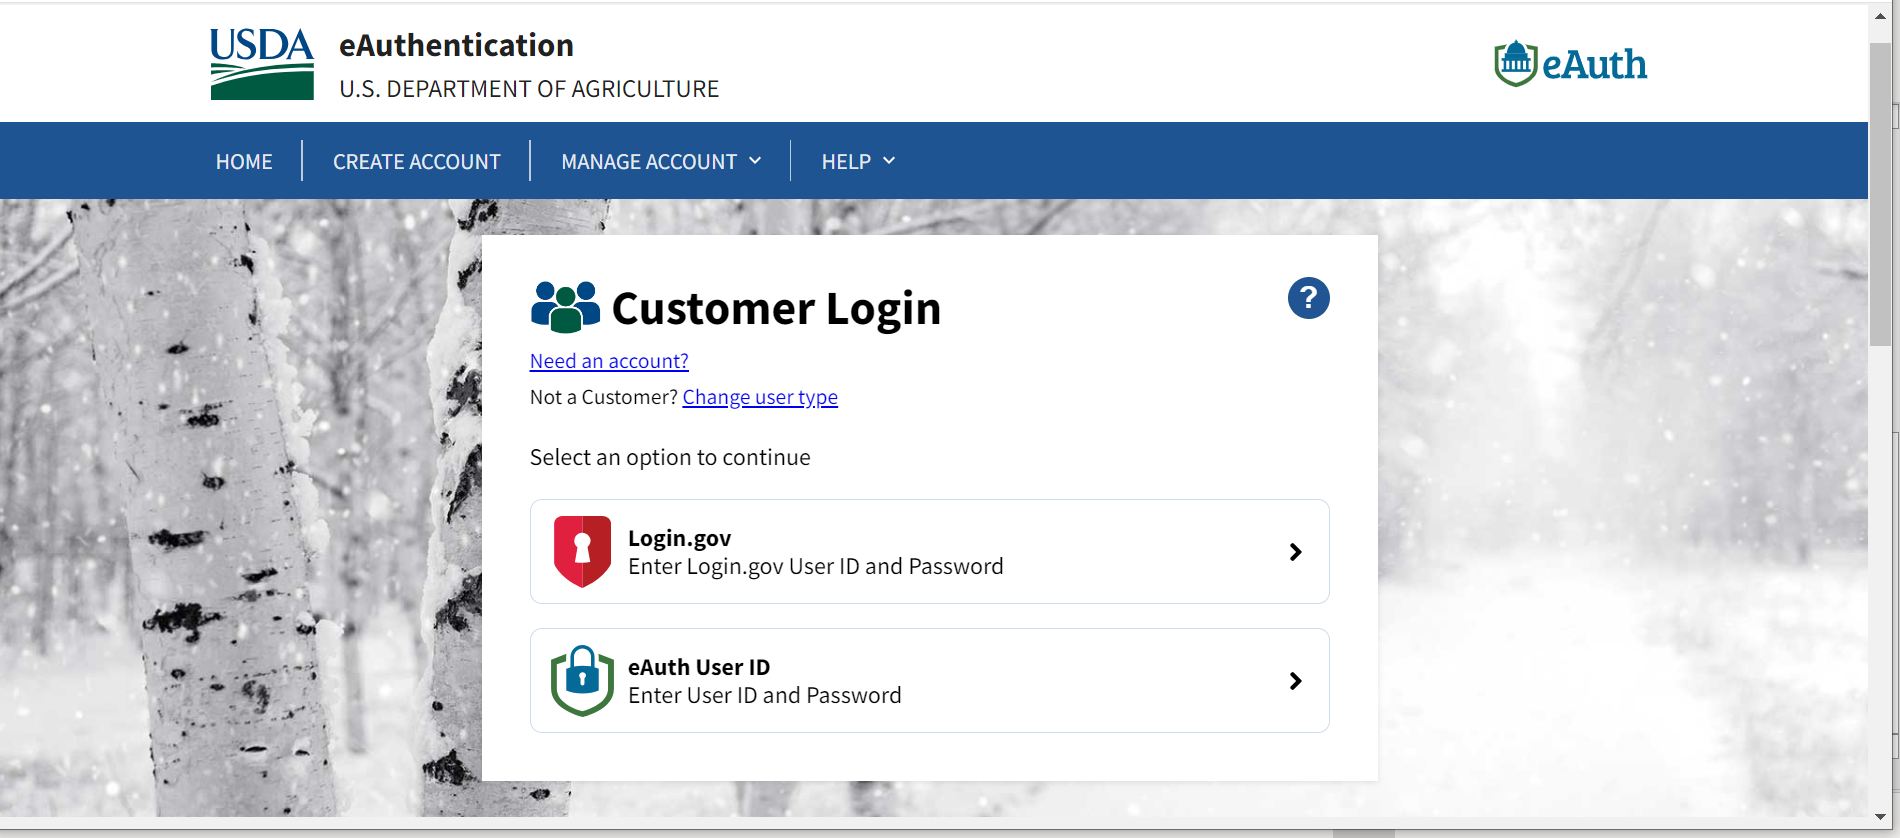 USDA
eAuthentication
U.S. DEPARTMENT OF AGRICULTURE
eAuth
HOME
CREATE ACCOUNT
MANAGE ACCOUNT
HELP
Customer Login
?
Need an account?
Not a Customer? Change user type
Select an option to continue
Login.gov
Enter Login.gov User ID and Password
eAuth User ID
Enter User ID and Password